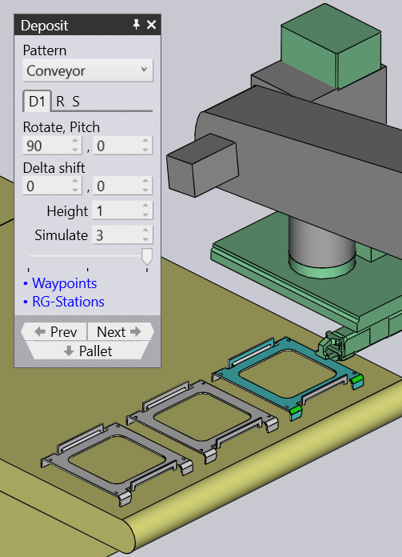 Deposit
Pattern
Conveyor
D1 R S
Rotate, Pitch
90 , 0
Delta shift
0 , 0
Height 1
Simulate 3
• Waypoints
• RG-Stations
Prev Next
Pallet